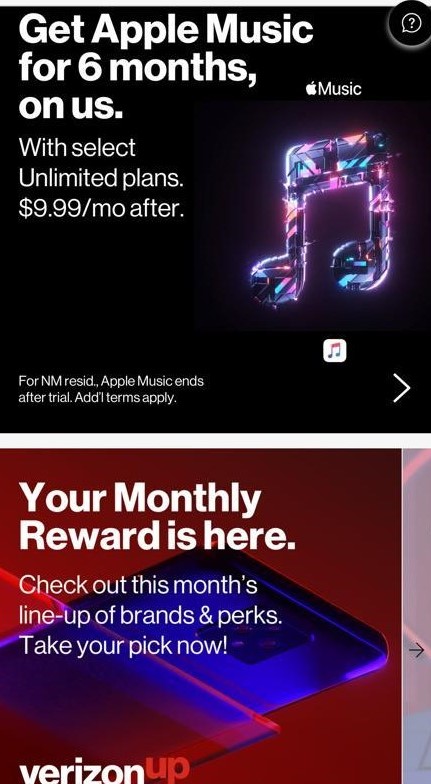 Get Apple Music
for 6 months,
on us.
Music
With select
Unlimited plans.
$9.99/mo after.
For NM resid., Apple Music ends
after trial. Add'l terms apply.
Your Monthly
Reward is here.
Check out this month's
line-up of brands & perks.
Take your pick now!
verizonup